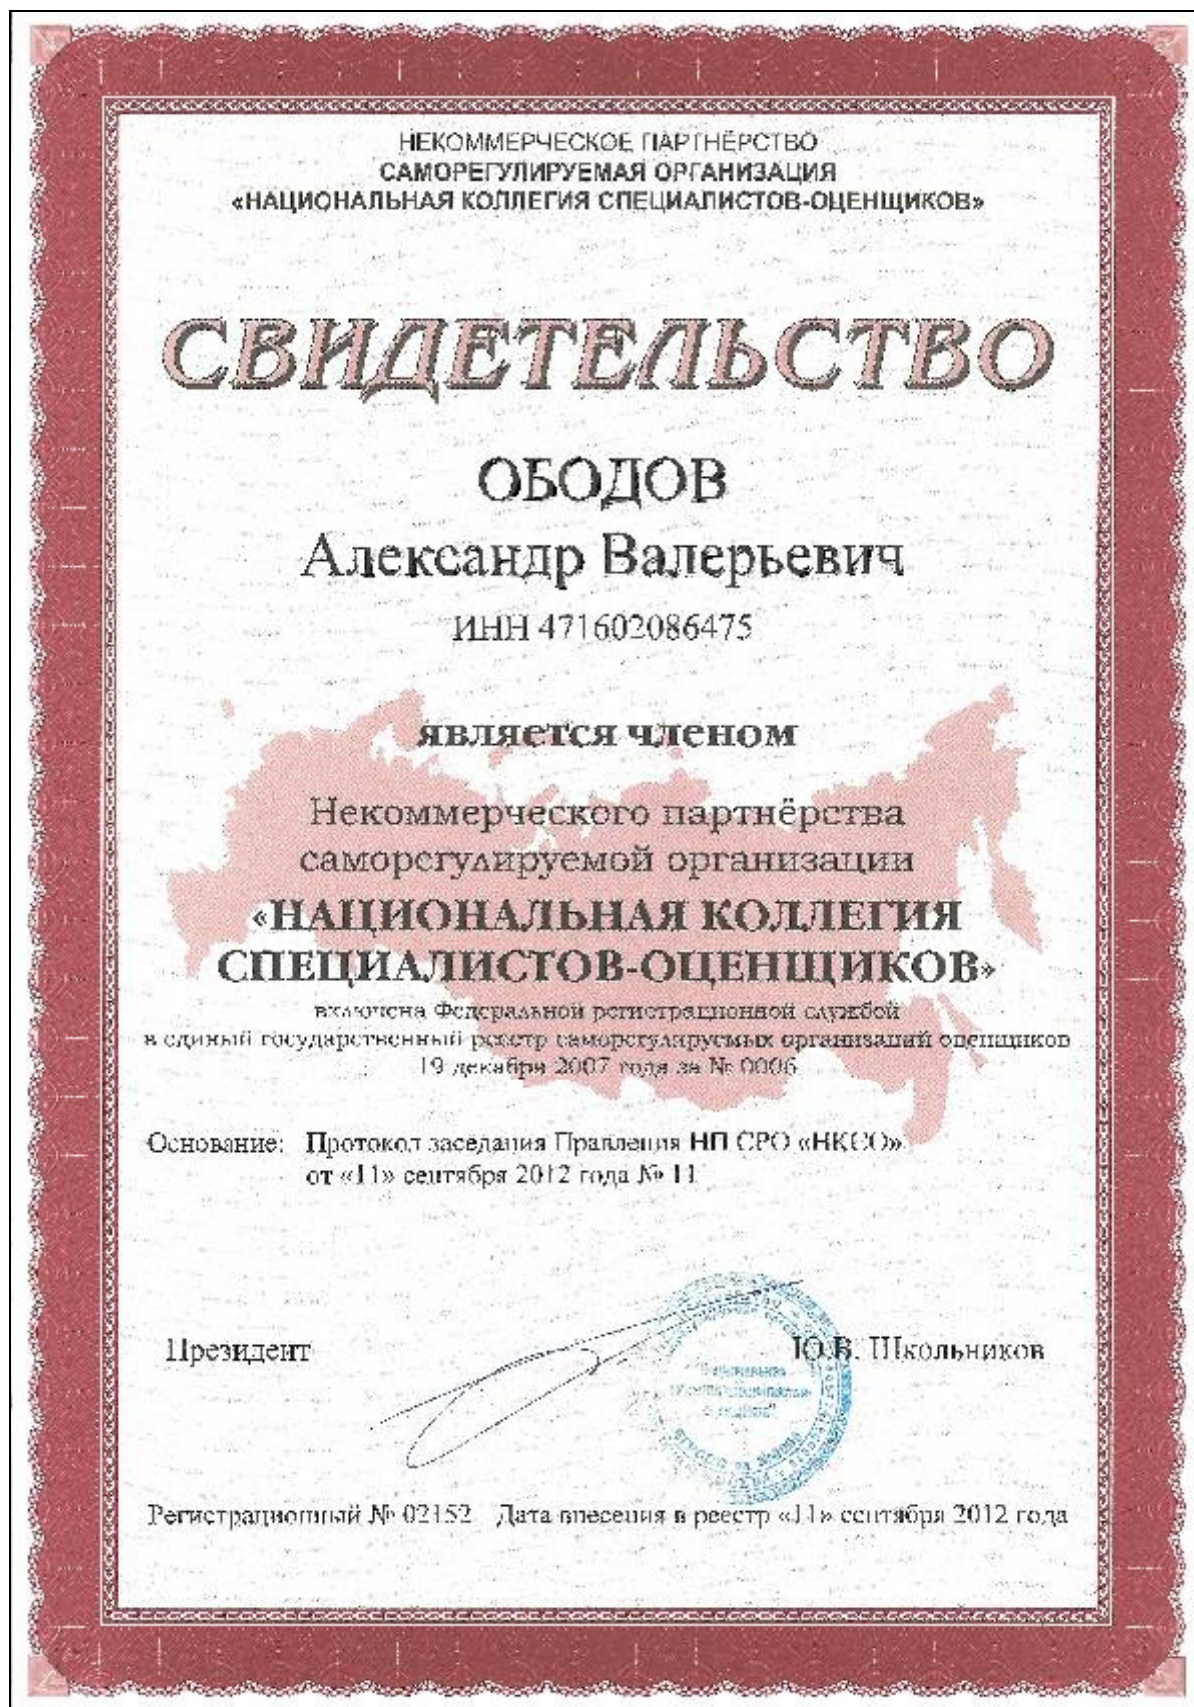 НЕКОММЕРЧЕСКОЕ ПАРТНЁРСТВО
САМОРЕГУЛИРУЕМАЯ ОРГАНИЗАЦИЯ
«НАЦИОНАЛЬНАЯ КОЛЛЕГИЯ СПЕЦИАЛИСТОВ-ОЦЕНЩИКОВ»
СВИДЕТЕЛЬСТВО
ОБОДОВ
Александр Валерьевич
ИНН 471602086475
является членом
Некоммерческого партнёрства
саморегулируемой организации
«НАЦИОНАЛЬНАЯ КОЛЛЕГИЯ
СПЕЦИАЛИСТОВ-ОЦЕНЩИКОВ»
включена Федеральной регистрационной службой
в единый государственный реестр саморегулируемых организаций оценщиков
19 декабря 2007 года за № 0006
Основание: Протокол заседания Правления НП СРО «НКСО»
от «11» сентября 2012 года № 11
Президент Ю.В. Школьников
Регистрационный № 02152 Дата внесения в реестр «11» сентября 2012 года